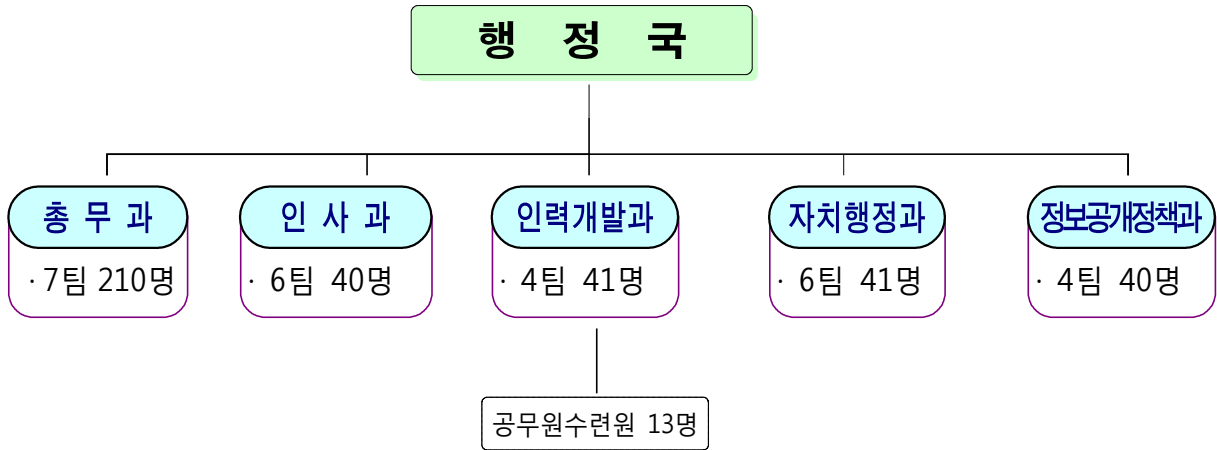 행 정 국
총 무 과
인 사 과
인력개발과
자치행정과
정보공개정책과
· 7팀 210명
· 6팀 40명
· 4팀 41명
· 6팀 41명
· 4팀 40명
공무원수련원 13명